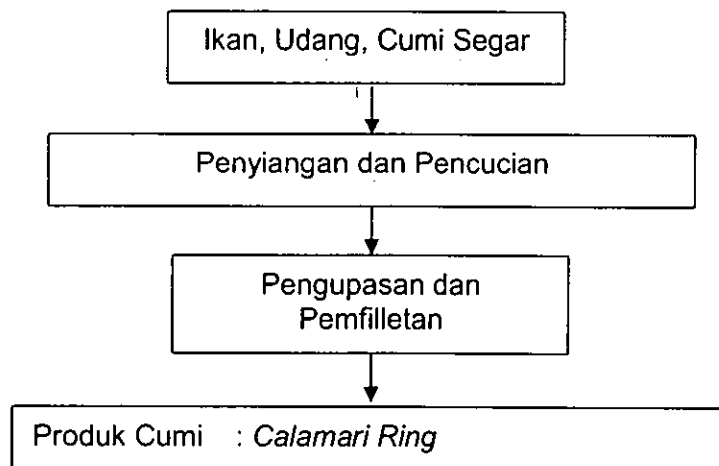 Ikan, Udang, Cumi Segar
Penyiangan dan Pencucian
Pengupasan dan
Pemfilletan
Produk Cumi : Calamari Ring